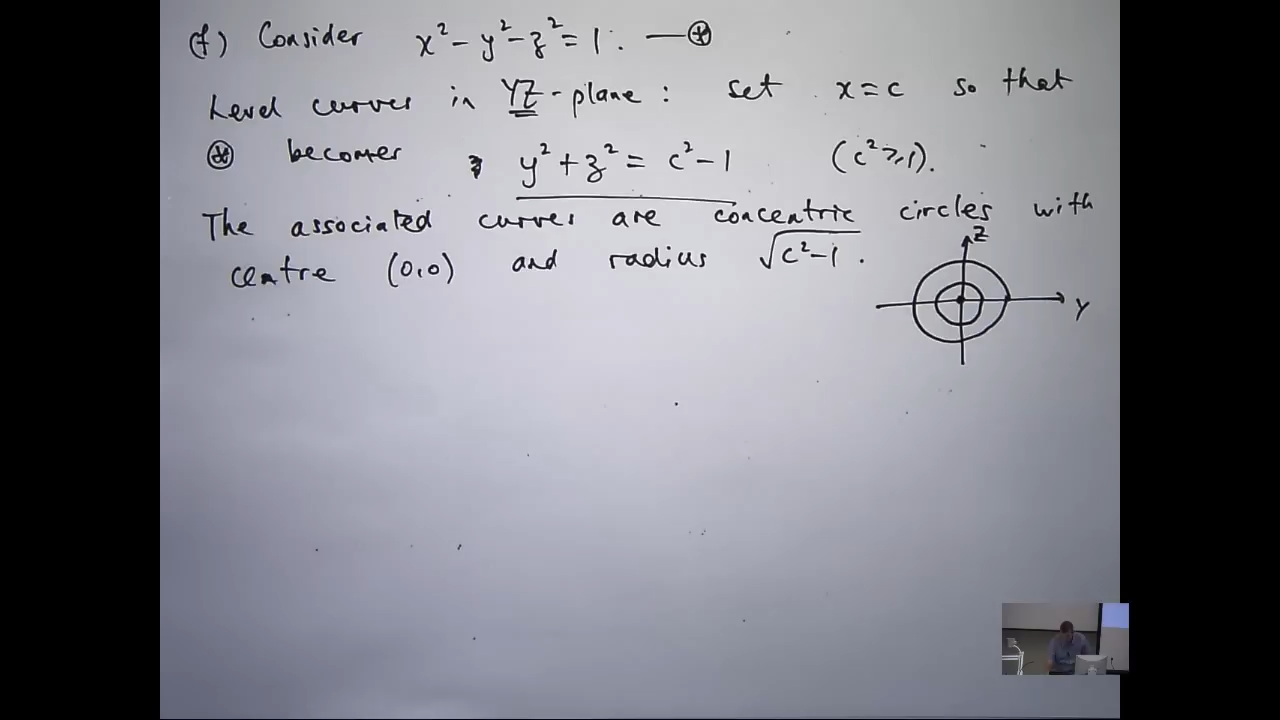 (f) Consider x² - y² - z² = 1. — ⊛
Level curves in YZ-plane: set x = c so that
⊛ becomes y² + z² = c² - 1 (c² ≥ 1).
The associated curves are concentric circles with
centre (0,0) and radius √(c² - 1).
Z
Y